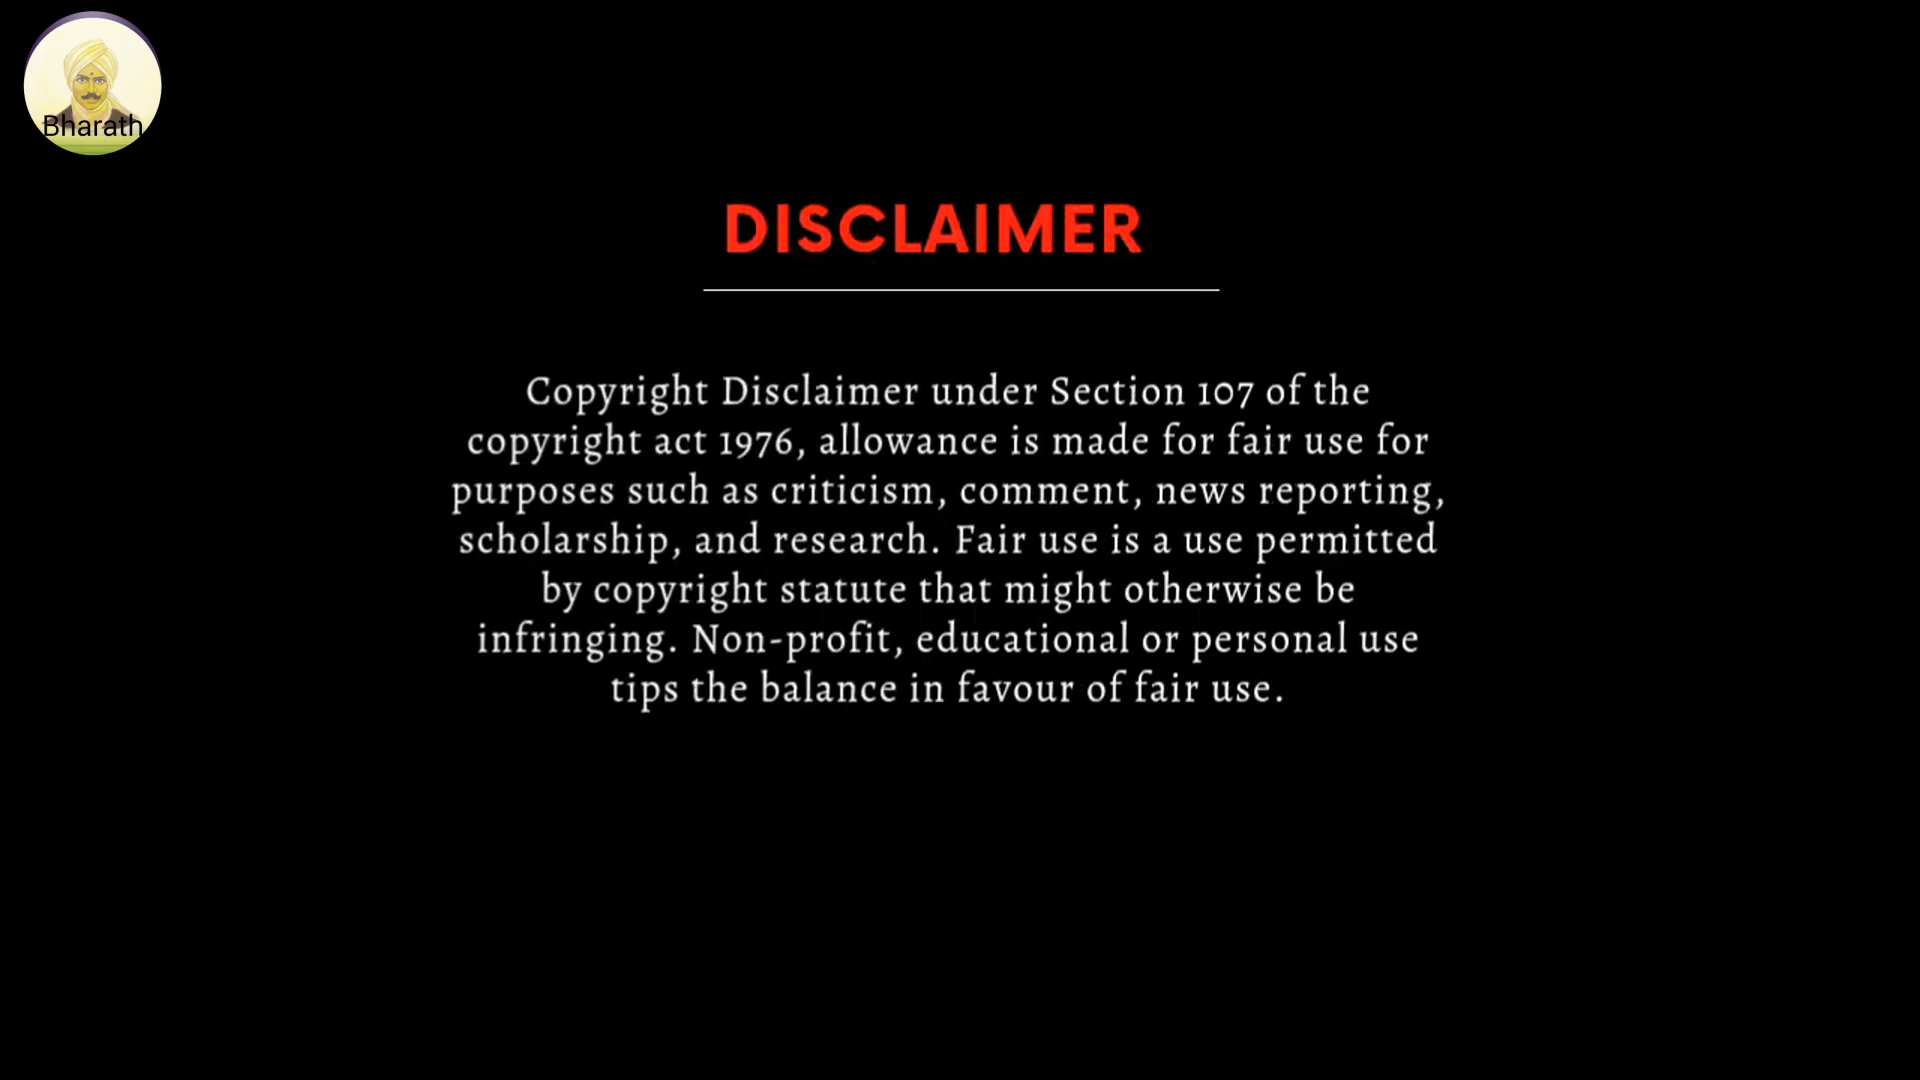 Bharath
DISCLAIMER
Copyright Disclaimer under Section 107 of the
copyright act 1976, allowance is made for fair use for
purposes such as criticism, comment, news reporting,
scholarship, and research. Fair use is a use permitted
by copyright statute that might otherwise be
infringing. Non-profit, educational or personal use
tips the balance in favour of fair use.